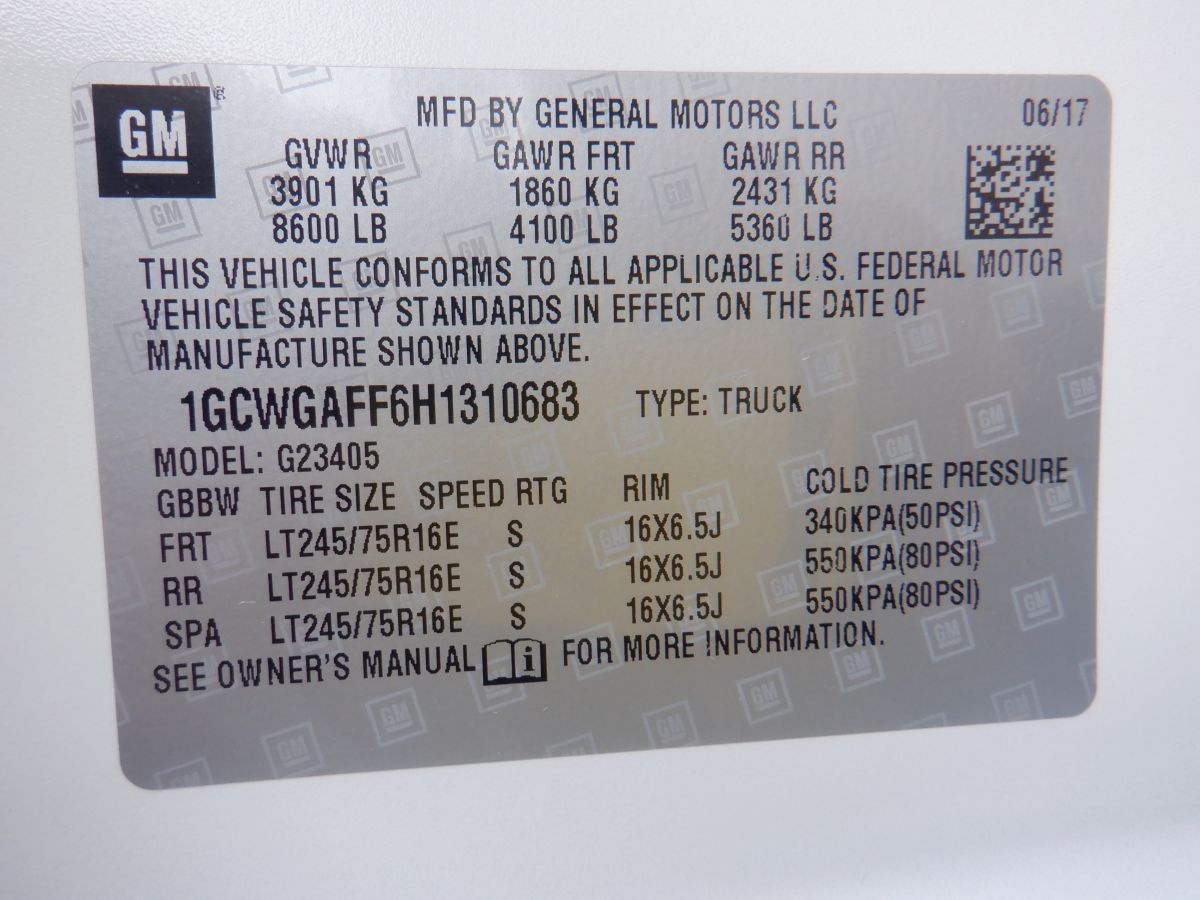 GM
MFD BY GENERAL MOTORS LLC 06/17
GVWR GAWR FRT GAWR RR
3901 KG 1860 KG 2431 KG
8600 LB 4100 LB 5360 LB
THIS VEHICLE CONFORMS TO ALL APPLICABLE U.S. FEDERAL MOTOR
VEHICLE SAFETY STANDARDS IN EFFECT ON THE DATE OF
MANUFACTURE SHOWN ABOVE.
1GCWGAFF6H1310683 TYPE: TRUCK
MODEL: G23405
GBBW TIRE SIZE SPEED RTG RIM COLD TIRE PRESSURE
FRT LT245/75R16E S 16X6.5J 340KPA(50PSI)
RR LT245/75R16E S 16X6.5J 550KPA(80PSI)
SPA LT245/75R16E S 16X6.5J 550KPA(80PSI)
SEE OWNER'S MANUAL i FOR MORE INFORMATION.